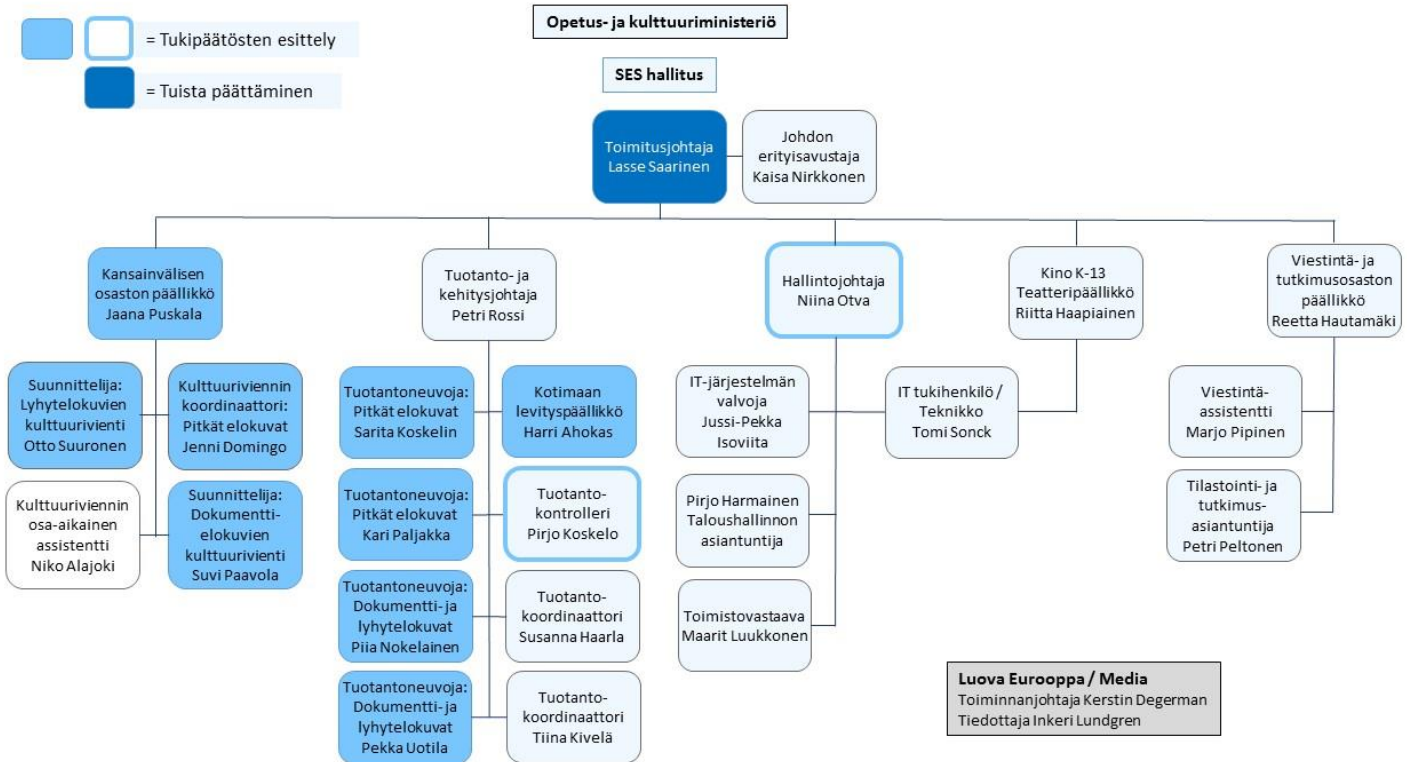 Opetus- ja kulttuuriministeriö
= Tukipäätösten esittely
SES hallitus
= Tuista päättäminen
Toimitusjohtaja
Lasse Saarinen
Johdon
erityisavustaja
Kaisa Nirkkonen
Kansainvälisen
osaston päällikkö
Jaana Puskala
Tuotanto- ja
kehitysjohtaja
Petri Rossi
Hallintojohtaja
Niina Otva
Kino K-13
Teatteripäällikkö
Riitta Haapiainen
Viestintä- ja
tutkimusosaston
päällikkö
Reetta Hautamäki
Suunnittelija:
Lyhytelokuvien
kulttuurivienti
Otto Suuronen
Kulttuuriviennin
koordinaattori:
Pitkät elokuvat
Jenni Domingo
Tuotantoneuvoja:
Pitkät elokuvat
Sarita Koskelin
Kotimaan
levityspäällikkö
Harri Ahokas
IT-järjestelmän
valvoja
Jussi-Pekka
Isoviita
IT tukihenkilö /
Teknikko
Tomi Sonck
Viestintä-
assistentti
Marjo Pipinen
Kulttuuriviennin
osa-aikainen
assistentti
Niko Alajoki
Suunnittelija:
Dokumentti-
elokuvien
kulttuurivienti
Suvi Paavola
Tuotantoneuvoja:
Pitkät elokuvat
Kari Paljakka
Tuotanto-
kontrolleri
Pirjo Koskelo
Pirjo Harmainen
Taloushallinnon
asiantuntija
Tilastointi- ja
tutkimus-
asiantuntija
Petri Peltonen
Tuotantoneuvoja:
Dokumentti- ja
lyhytelokuvat
Piia Nokelainen
Tuotanto-
koordinaattori
Susanna Haarla
Toimistovastaava
Maarit Luukkonen
Tuotantoneuvoja:
Dokumentti- ja
lyhytelokuvat
Pekka Uotila
Tuotanto-
koordinaattori
Tiina Kivelä
Luova Eurooppa / Media
Toiminnanjohtaja Kerstin Degerman
Tiedottaja Inkeri Lundgren